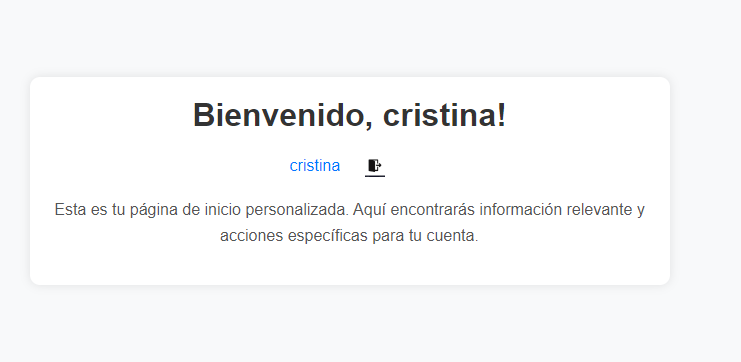 Bienvenido, cristina!
cristina
Esta es tu página de inicio personalizada. Aquí encontrarás información relevante y
acciones específicas para tu cuenta.